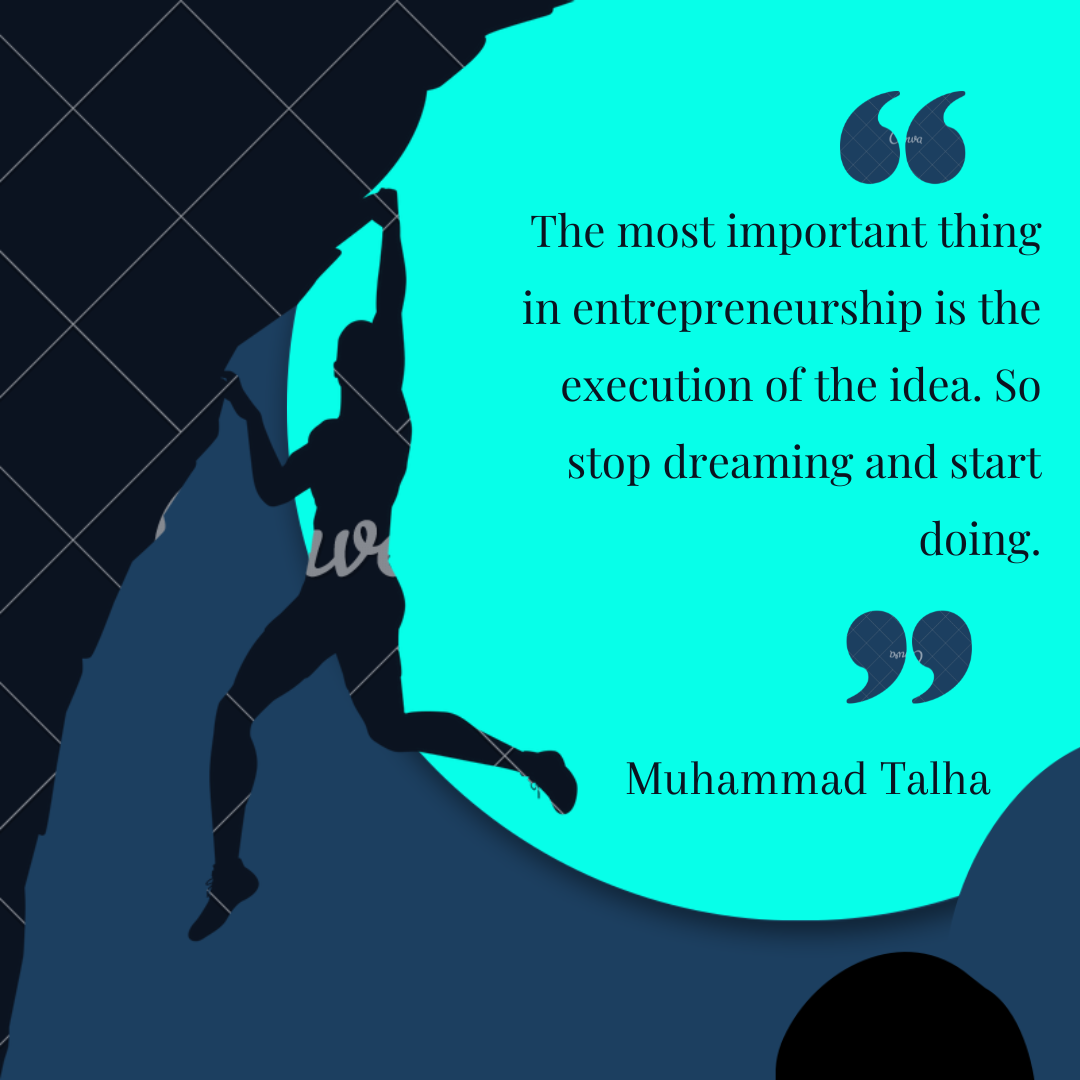 The most important thing
in entrepreneurship is the
execution of the idea. So
stop dreaming and start
doing.
Muhammad Talha